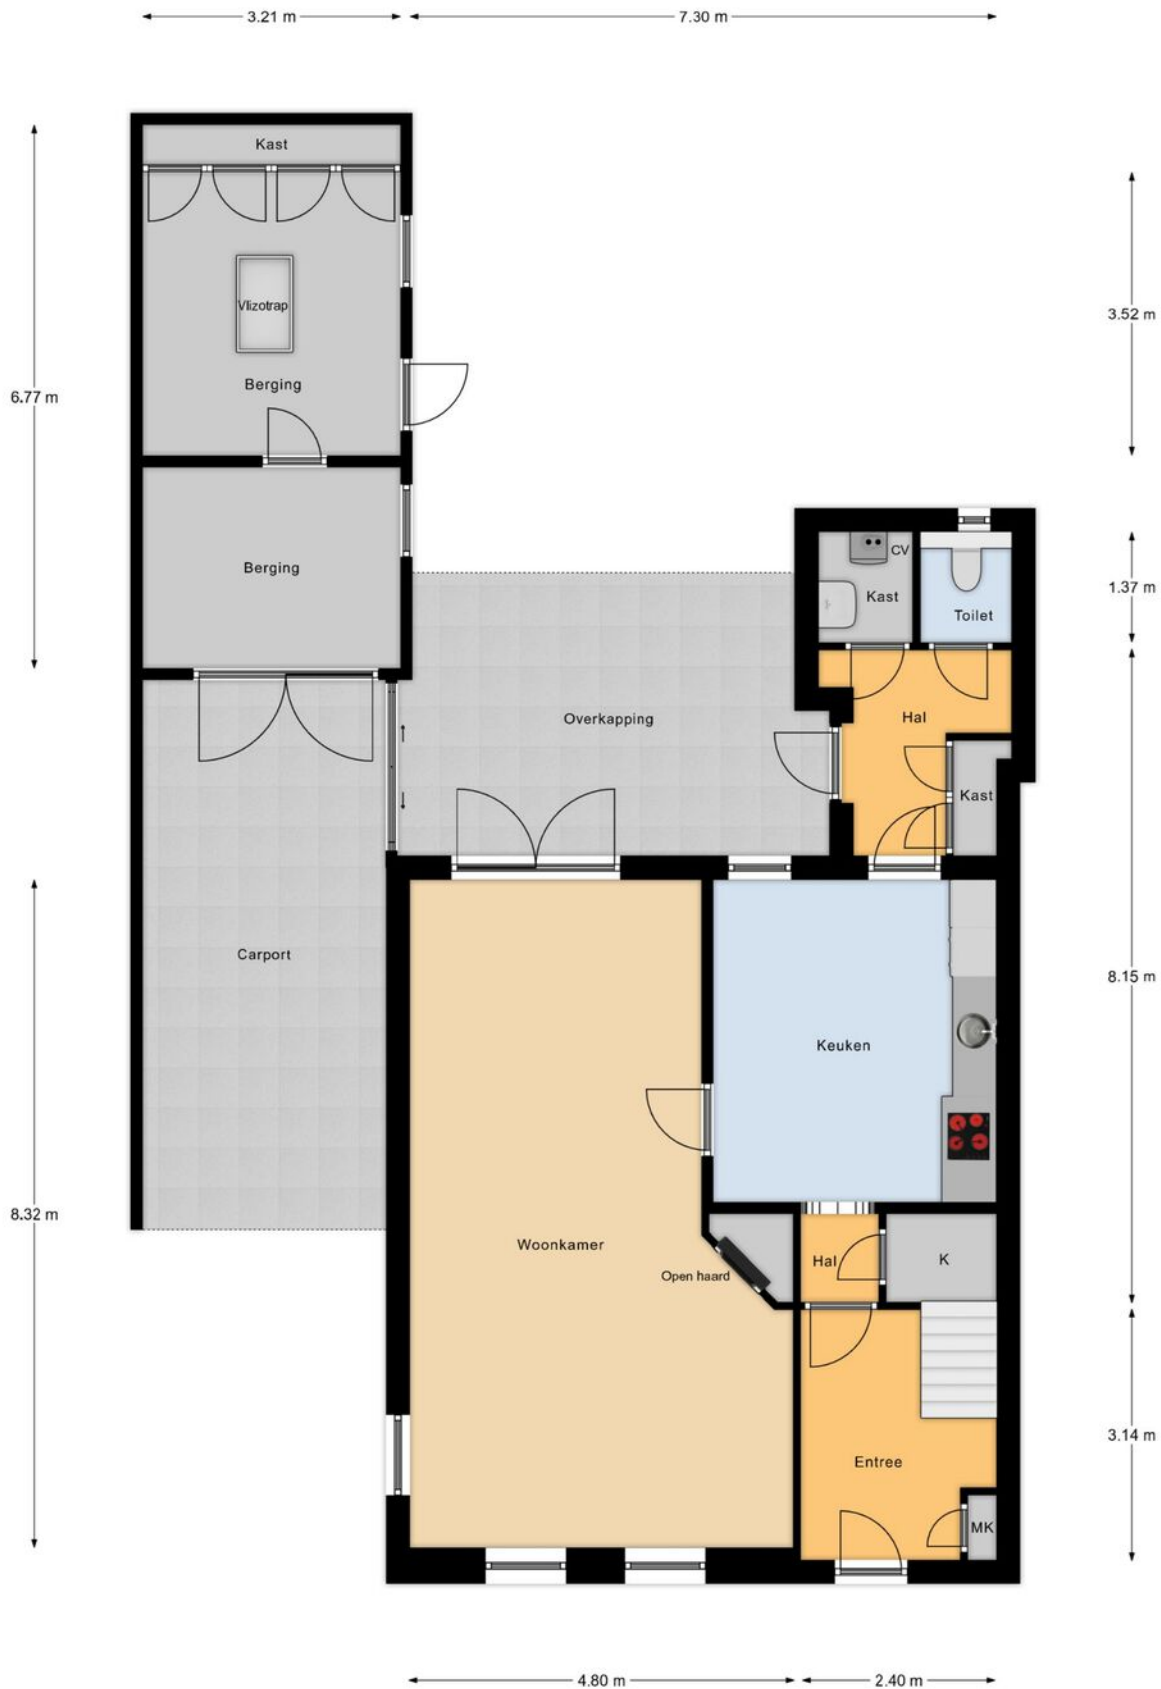 3.21 m
7.30 m
Kast
Vlizotrap
3.52 m
Berging
6.77 m
CV
Berging
1.37 m
Kast
Toilet
Overkapping
Hal
Kast
Carport
8.15 m
Keuken
8.32 m
Woonkamer
Hal
K
Open haard
3.14 m
Entree
MK
4.80 m
2.40 m